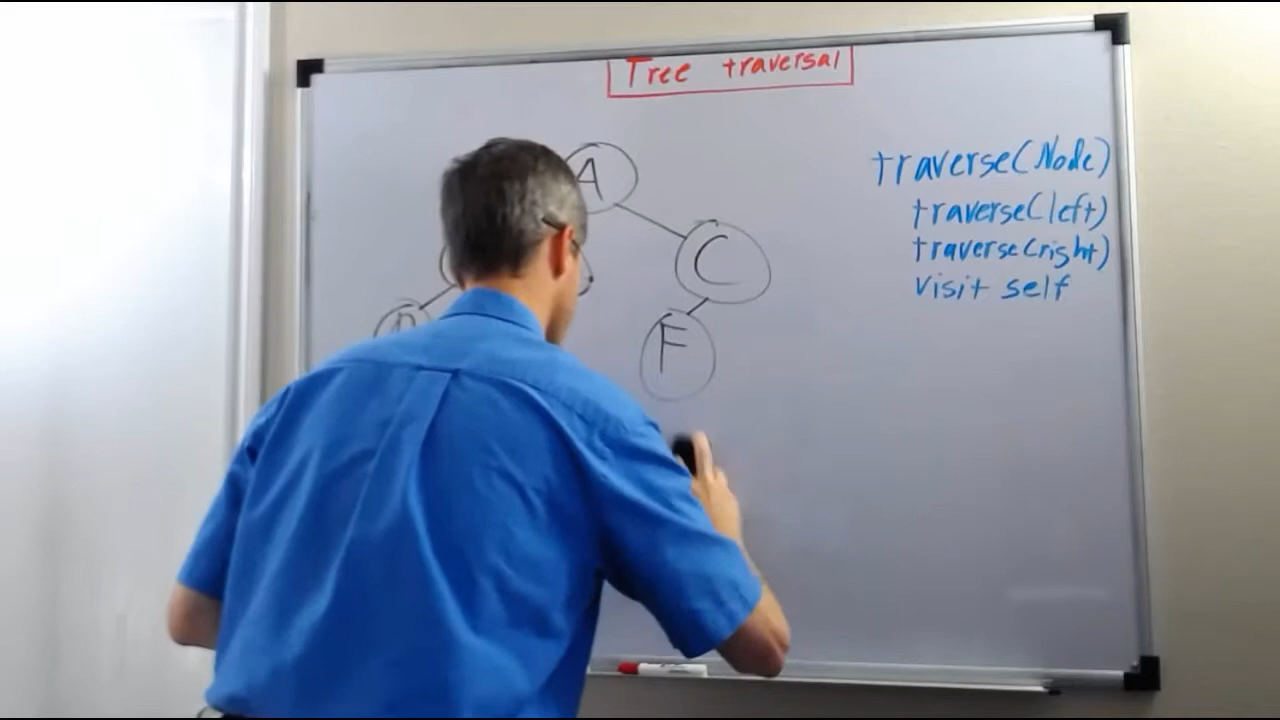 Tree traversal
traverse(Node)
traverse(left)
traverse(right)
visit self
A
C
D
F